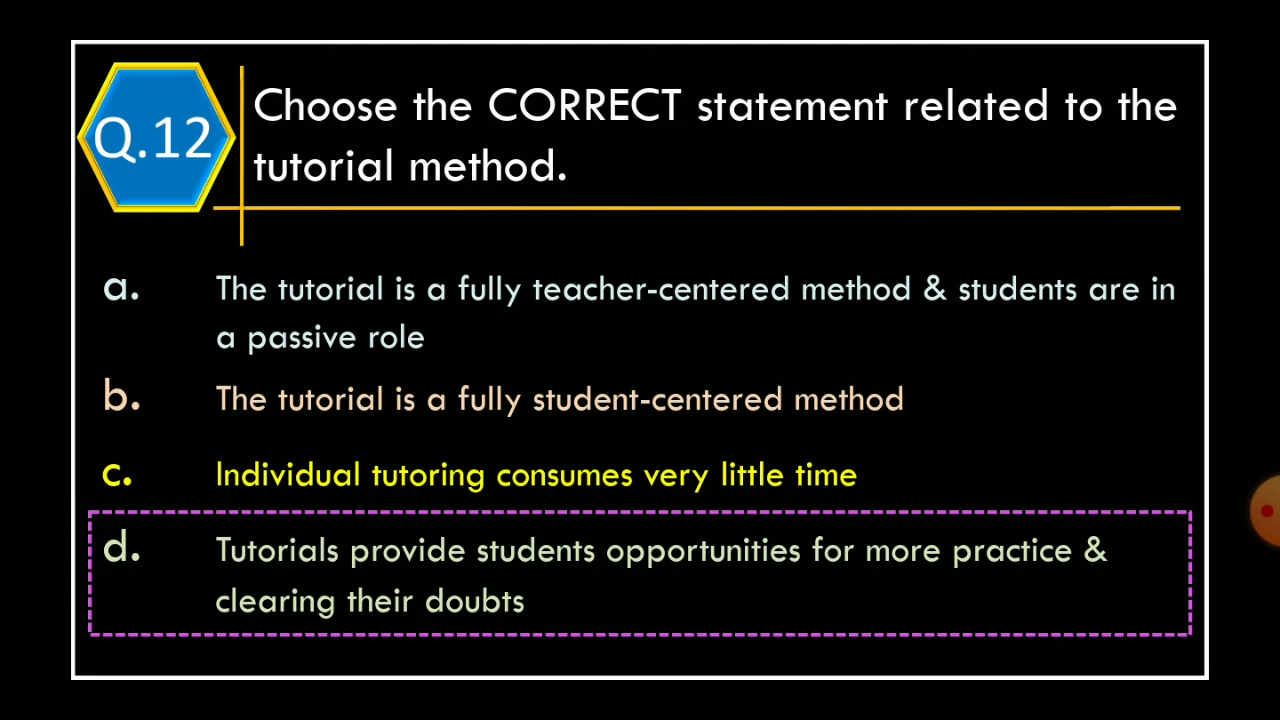 Q.12
Choose the CORRECT statement related to the
tutorial method.
a. The tutorial is a fully teacher-centered method & students are in
a passive role
b. The tutorial is a fully student-centered method
c. Individual tutoring consumes very little time
d. Tutorials provide students opportunities for more practice &
clearing their doubts